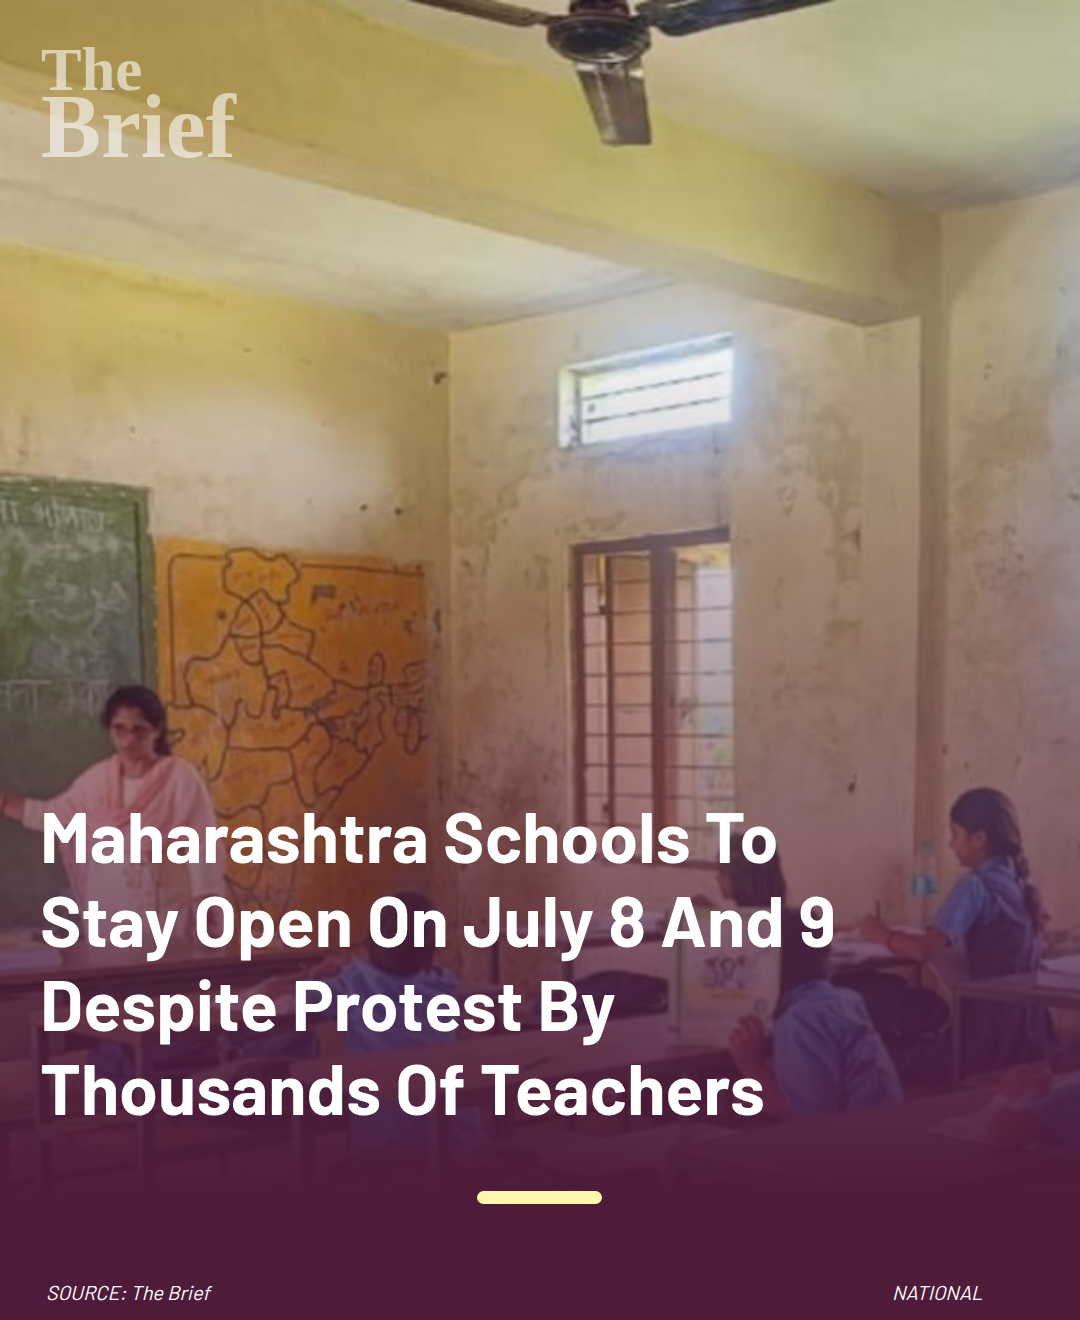 The
Brief
Maharashtra Schools To
Stay Open On July 8 And 9
Despite Protest By
Thousands Of Teachers
SOURCE: The Brief
NATIONAL